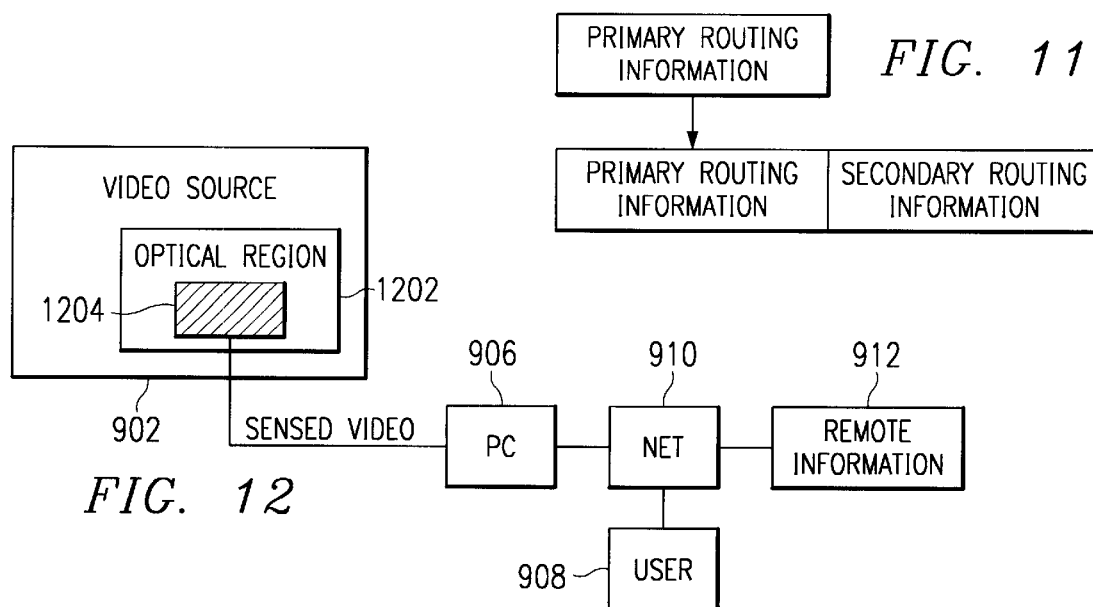 PRIMARY ROUTING
INFORMATION
FIG. 11
PRIMARY ROUTING
INFORMATION
SECONDARY ROUTING
INFORMATION
VIDEO SOURCE
OPTICAL REGION
1204
1202
902
SENSED VIDEO
906
PC
910
NET
912
REMOTE
INFORMATION
908
USER
FIG. 12